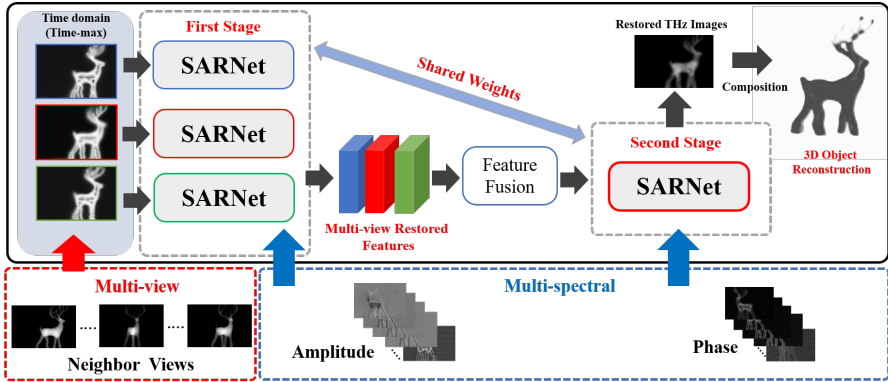 Time domain
(Time-max)
First Stage
SARNet
SARNet
SARNet
Shared Weights
Multi-view Restored
Features
Feature
Fusion
Restored THz Images
Composition
Second Stage
SARNet
3D Object
Reconstruction
Multi-view
Neighbor Views
Multi-spectral
Amplitude
Phase